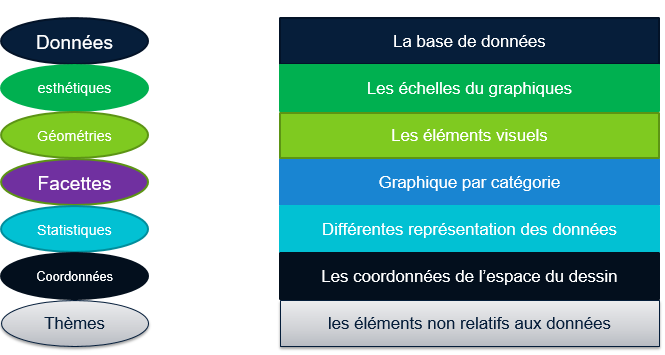 Données La base de données
esthétiques Les échelles du graphiques
Géométries Les éléments visuels
Facettes Graphique par catégorie
Statistiques Différentes représentation des données
Coordonnées Les coordonnées de l’espace du dessin
Thèmes les éléments non relatifs aux données